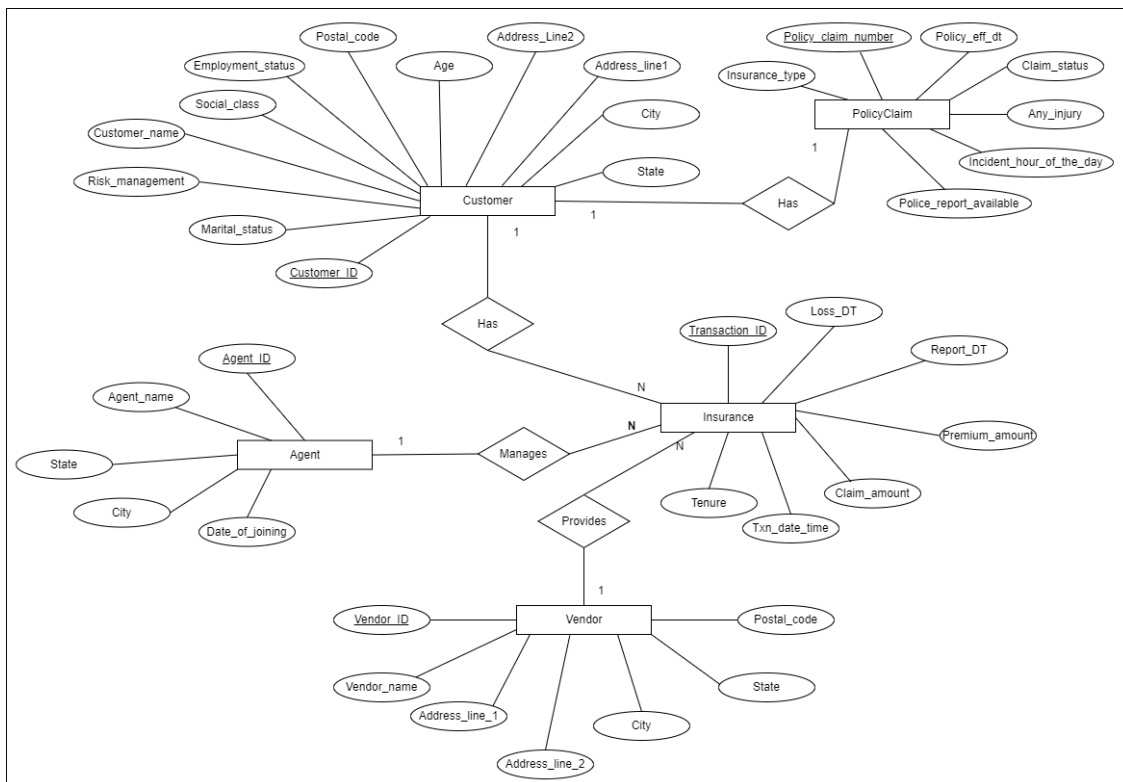 Postal_code
Address_Line2
Policy_claim_number
Policy_eff_dt
Employment_status
Age
Address_line1
Insurance_type
Claim_status
Social_class
City
PolicyClaim
Any_injury
Customer_name
1
Incident_hour_of_the_day
Risk_management
State
Customer
Has
Police_report_available
1
Marital_status
1
Customer_ID
Has
Transaction_ID
Loss_DT
Agent_ID
Report_DT
Agent_name
N
Insurance
N
Premium_amount
1
N
Agent
Manages
State
Claim_amount
Tenure
City
Date_of_joining
Provides
Txn_date_time
1
Vendor_ID
Vendor
Postal_code
Vendor_name
State
Address_line_1
City
Address_line_2